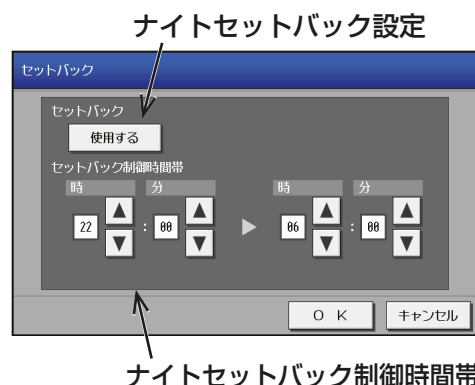 ナイトセットバック設定
セットバック
セットバック
使用する
セットバック制御時間帯
時 分 時 分
22 : 00 06 : 00
O K キャンセル
ナイトセットバック制御時間帯